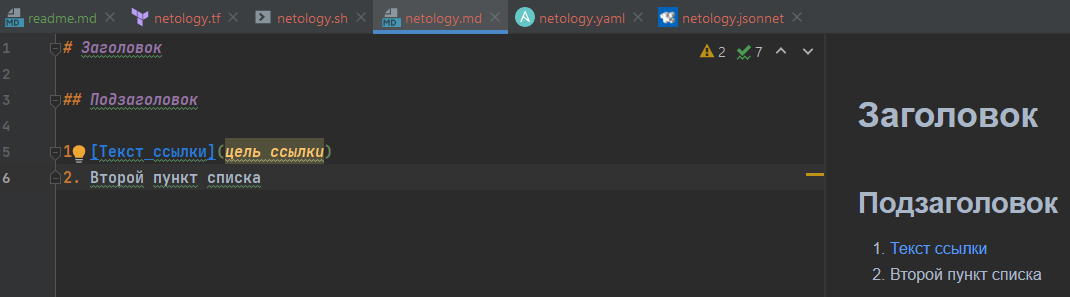 readme.md netology.tf netology.sh netology.md netology.yaml netology.jsonnet
1 # Заголовок
2
3 ## Подзаголовок
4
5 1 [Текст ссылки](цель ссылки)
6 2. Второй пункт списка
2 7
Заголовок
Подзаголовок
1. Текст ссылки
2. Второй пункт списка